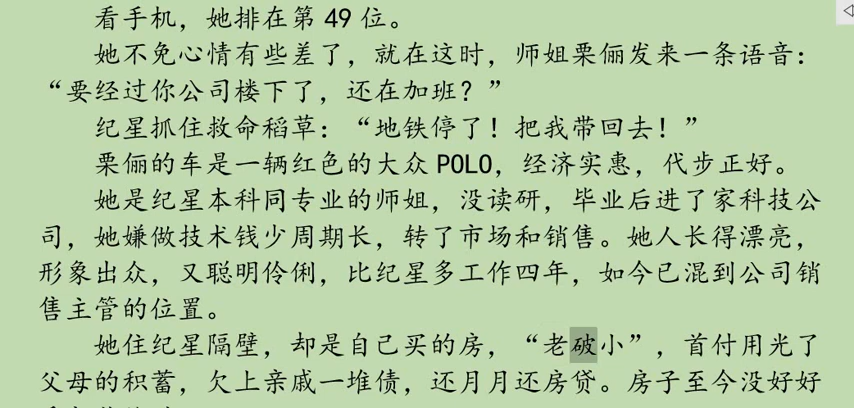 看手机，她排在第 49 位。
她不免心情有些差了，就在这时，师姐栗俪发来一条语音：
“要经过你公司楼下了，还在加班？”
纪星抓住救命稻草：“地铁停了！把我带回去！”
栗俪的车是一辆红色的大众 POLO，经济实惠，代步正好。
她是纪星本科同专业的师姐，没读研，毕业后进了家科技公
司，她嫌做技术钱少周期长，转了市场和销售。她人长得漂亮，
形象出众，又聪明伶俐，比纪星多工作四年，如今已混到公司销
售主管的位置。
她住纪星隔壁，却是自己买的房，“老破小”，首付用光了
父母的积蓄，欠上亲戚一堆债，还月月还房贷。房子至今没好好